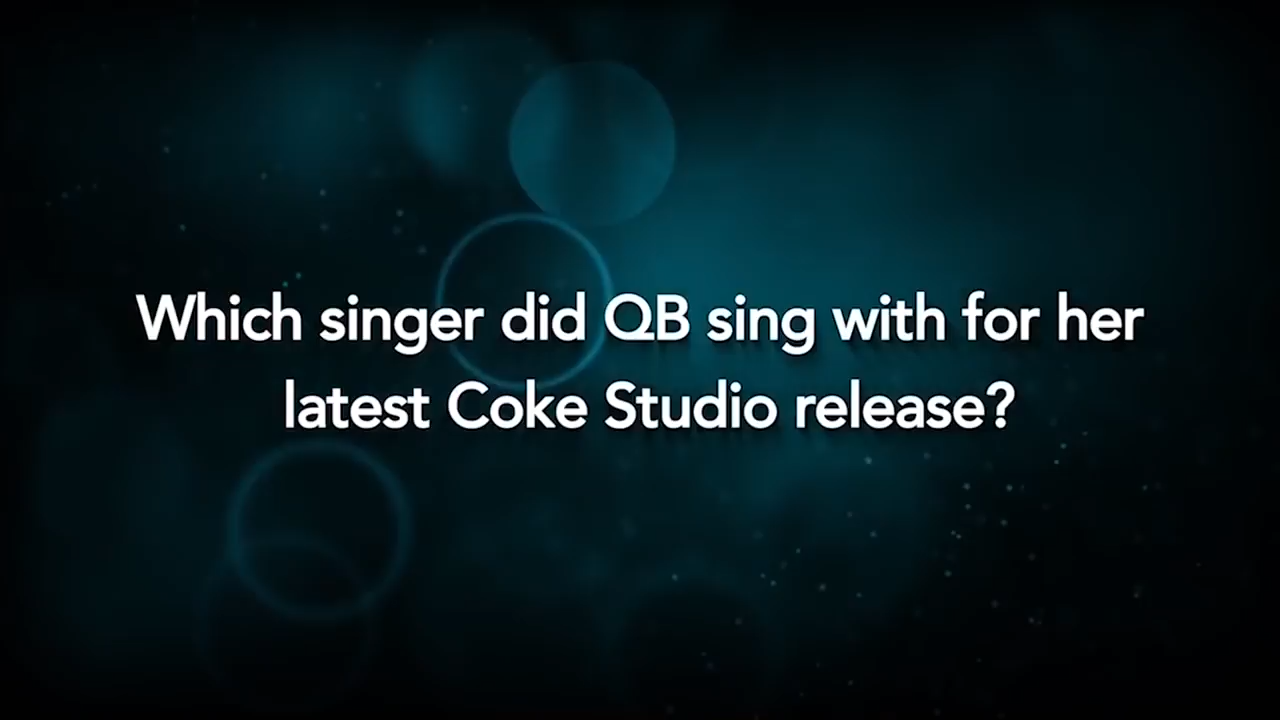 Which singer did QB sing with for her
latest Coke Studio release?